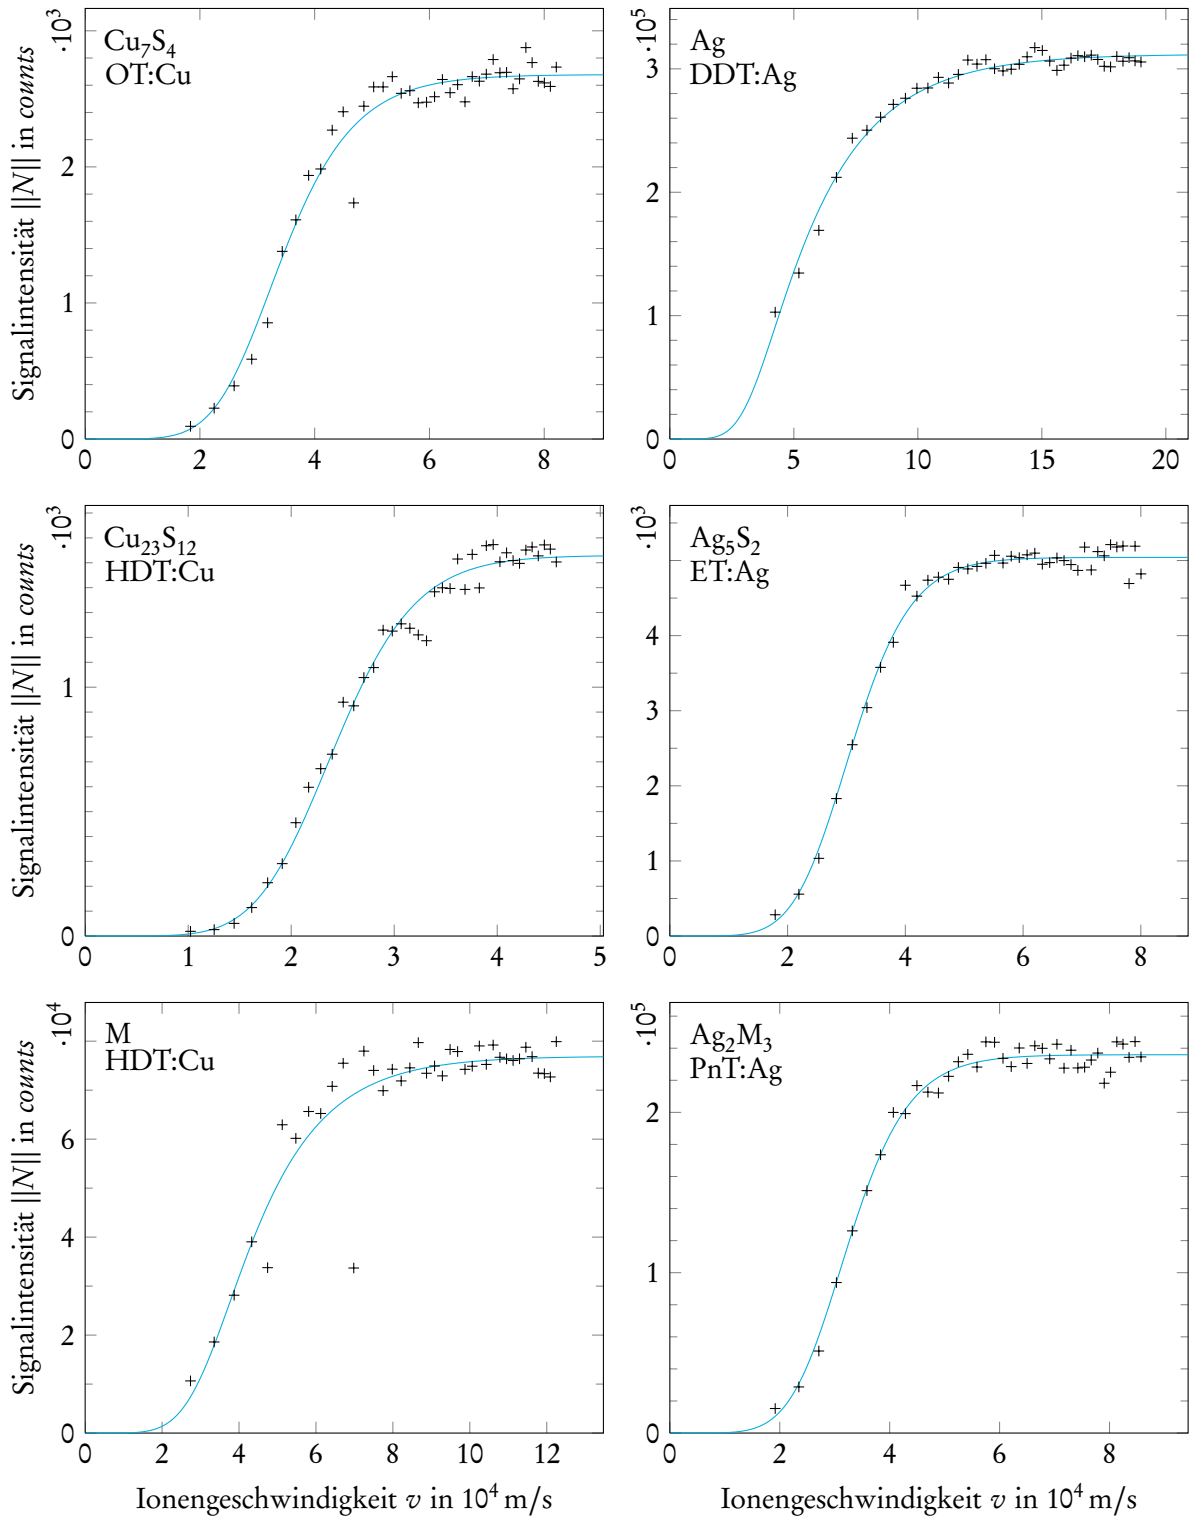 ·10³
Cu₇S₄
OT:Cu
Signalintensität ||N|| in counts
2
1
0
0 2 4 6 8
·10⁵
Ag
DDT:Ag
3
2
1
0
0 5 10 15 20
·10³
Cu₂₃S₁₂
HDT:Cu
Signalintensität ||N|| in counts
1
0
0 1 2 3 4 5
·10³
Ag₅S₂
ET:Ag
4
3
2
1
0
0 2 4 6 8
·10⁴
M
HDT:Cu
Signalintensität ||N|| in counts
6
4
2
0
0 2 4 6 8 10 12
Ionengeschwindigkeit v in 10⁴ m/s
·10⁵
Ag₂M₃
PnT:Ag
2
1
0
0 2 4 6 8
Ionengeschwindigkeit v in 10⁴ m/s